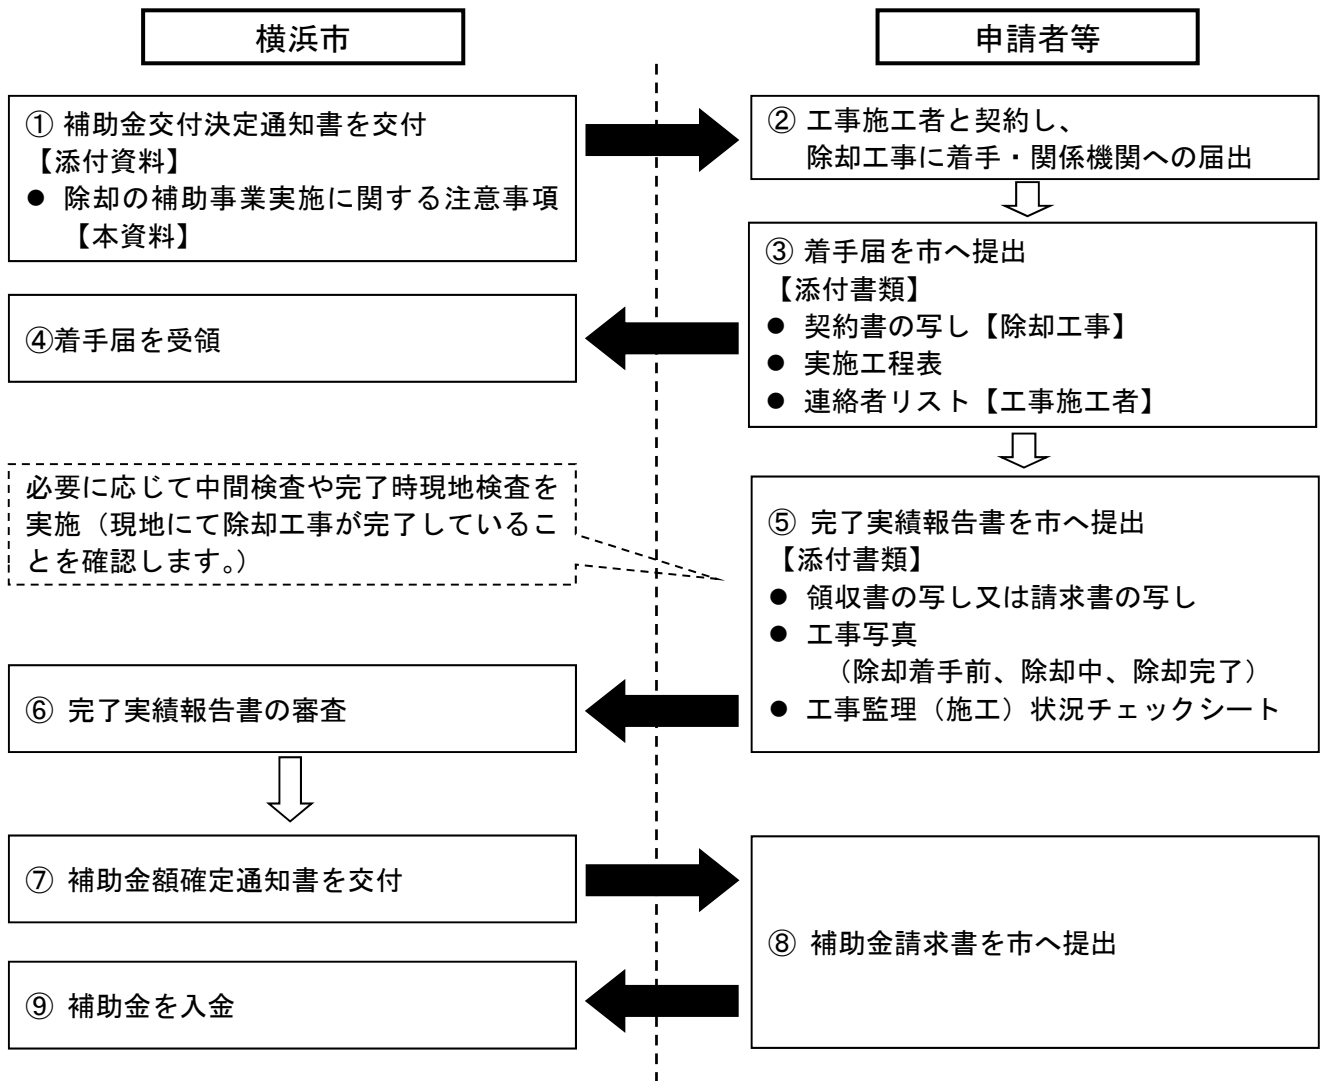 横浜市
申請者等
① 補助金交付決定通知書を交付
【添付資料】
● 除却の補助事業実施に関する注意事項
【本資料】
② 工事施工者と契約し、
除却工事に着手・関係機関への届出
③ 着手届を市へ提出
【添付書類】
● 契約書の写し【除却工事】
● 実施工程表
● 連絡者リスト【工事施工者】
④着手届を受領
必要に応じて中間検査や完了時現地検査を
実施（現地にて除却工事が完了しているこ
とを確認します。）
⑤ 完了実績報告書を市へ提出
【添付書類】
● 領収書の写し又は請求書の写し
● 工事写真
（除却着手前、除却中、除却完了）
● 工事監理（施工）状況チェックシート
⑥ 完了実績報告書の審査
⑦ 補助金額確定通知書を交付
⑧ 補助金請求書を市へ提出
⑨ 補助金を入金